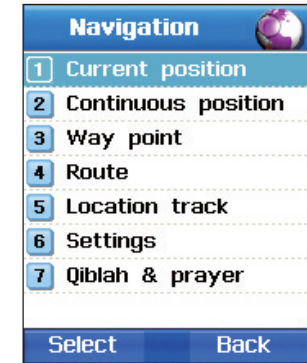 Navigation
1 Current position
2 Continuous position
3 Way point
4 Route
5 Location track
6 Settings
7 Qiblah & prayer
Select Back